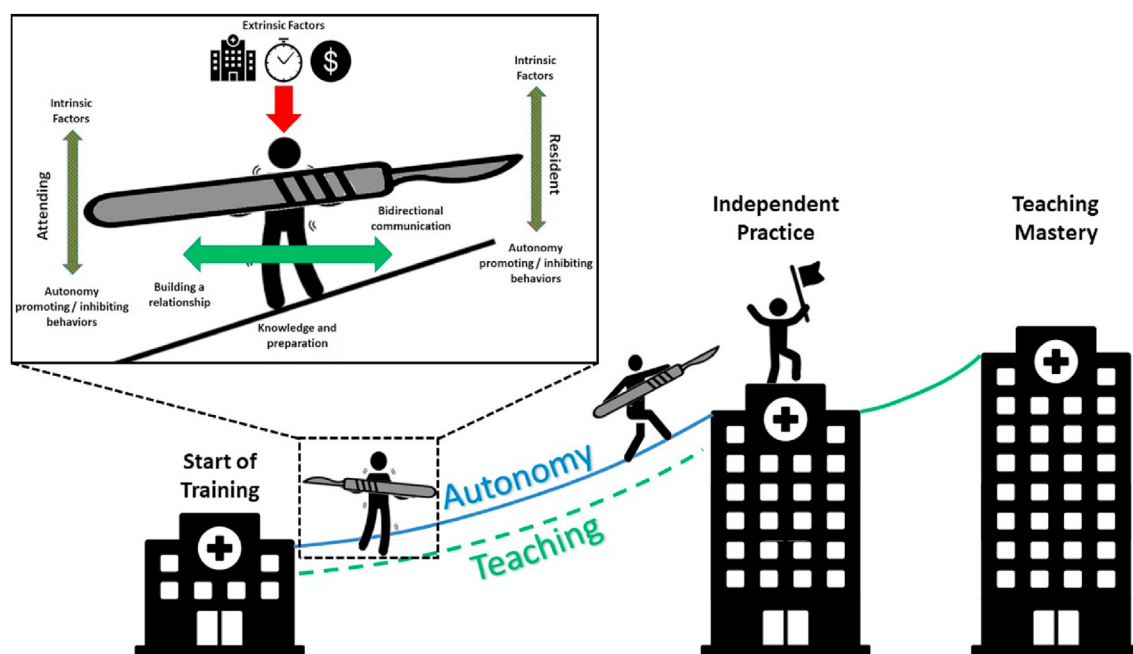 Extrinsic Factors
$
Intrinsic
Factors
Attending
Autonomy
promoting / inhibiting
behaviors
Intrinsic
Factors
Resident
Autonomy
promoting / inhibiting
behaviors
Bidirectional
communication
Building a
relationship
Knowledge and
preparation
Start of
Training
Autonomy
Teaching
Independent
Practice
Teaching
Mastery